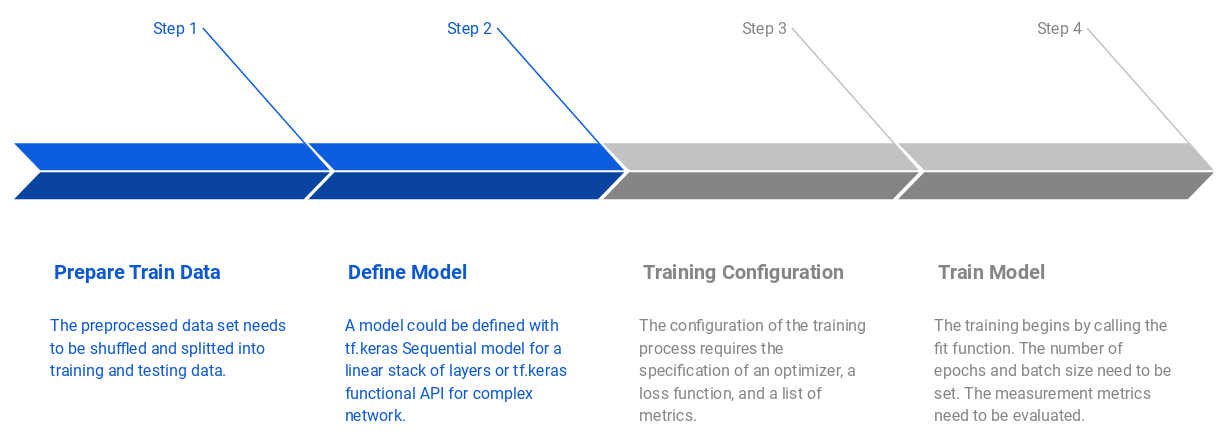 Step 1
Step 2
Step 3
Step 4
Prepare Train Data
The preprocessed data set needs
to be shuffled and splitted into
training and testing data.
Define Model
A model could be defined with
tf.keras Sequential model for a
linear stack of layers or tf.keras
functional API for complex
network.
Training Configuration
The configuration of the training
process requires the
specification of an optimizer, a
loss function, and a list of
metrics.
Train Model
The training begins by calling the
fit function. The number of
epochs and batch size need to be
set. The measurement metrics
need to be evaluated.